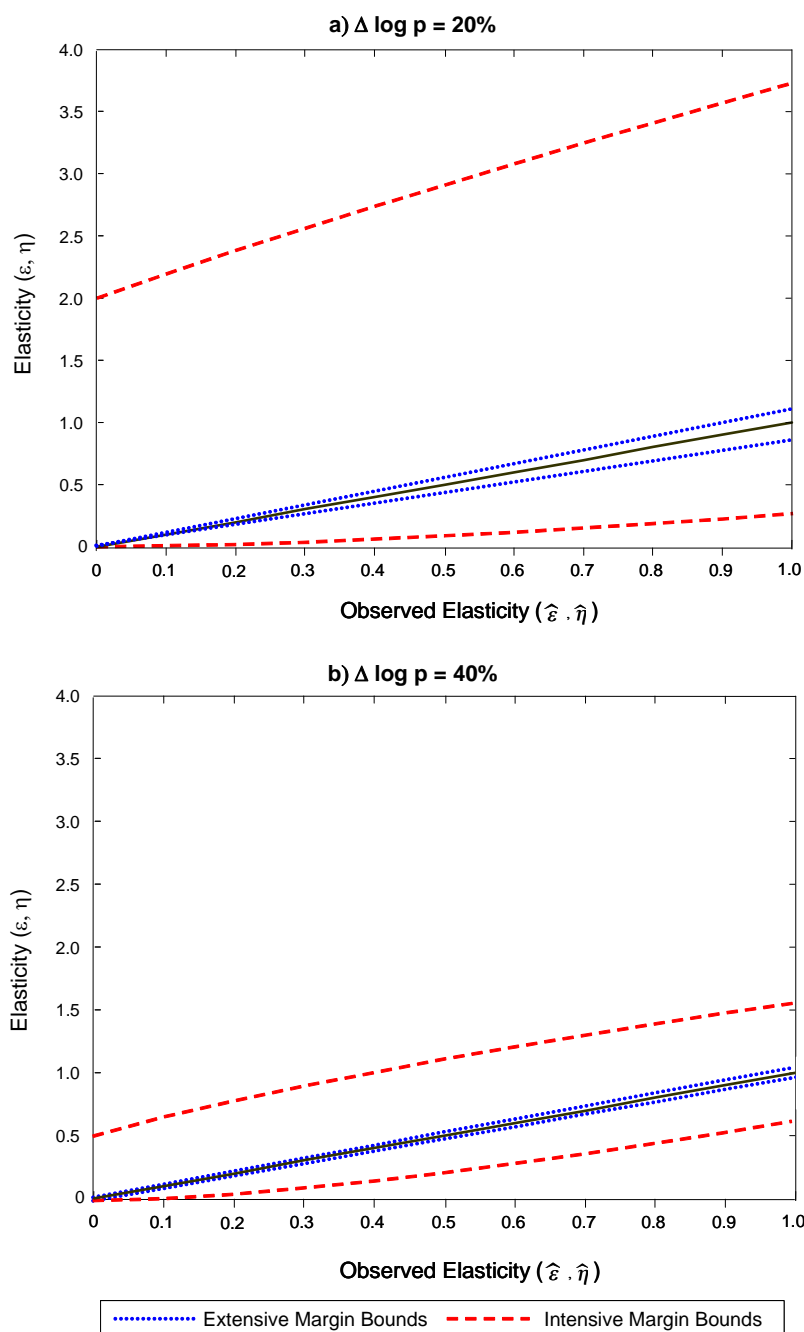 a) Δ log p = 20%
4.0
3.5
3.0
2.5
2.0
1.5
1.0
0.5
0
Elasticity (ε, η)
0 0.1 0.2 0.3 0.4 0.5 0.6 0.7 0.8 0.9 1.0
Observed Elasticity (ε̂ , η̂)
b) Δ log p = 40%
4.0
3.5
3.0
2.5
2.0
1.5
1.0
0.5
0
Elasticity (ε, η)
0 0.1 0.2 0.3 0.4 0.5 0.6 0.7 0.8 0.9 1.0
Observed Elasticity (ε̂ , η̂)
Extensive Margin Bounds Intensive Margin Bounds